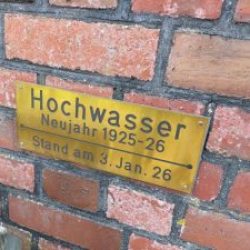 Hochwasser
Neujahr 1925-26
Stand am 3. Jan. 26